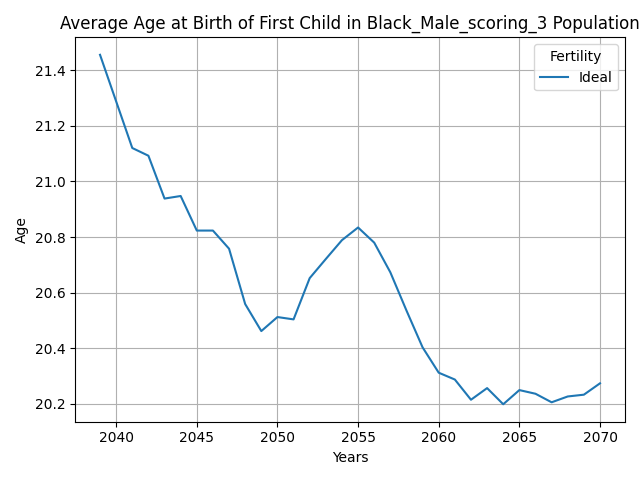 Average Age at Birth of First Child in Black_Male_scoring_3 Population
Fertility
Ideal
21.4
21.2
21.0
20.8
20.6
20.4
20.2
Age
2040 2045 2050 2055 2060 2065 2070
Years